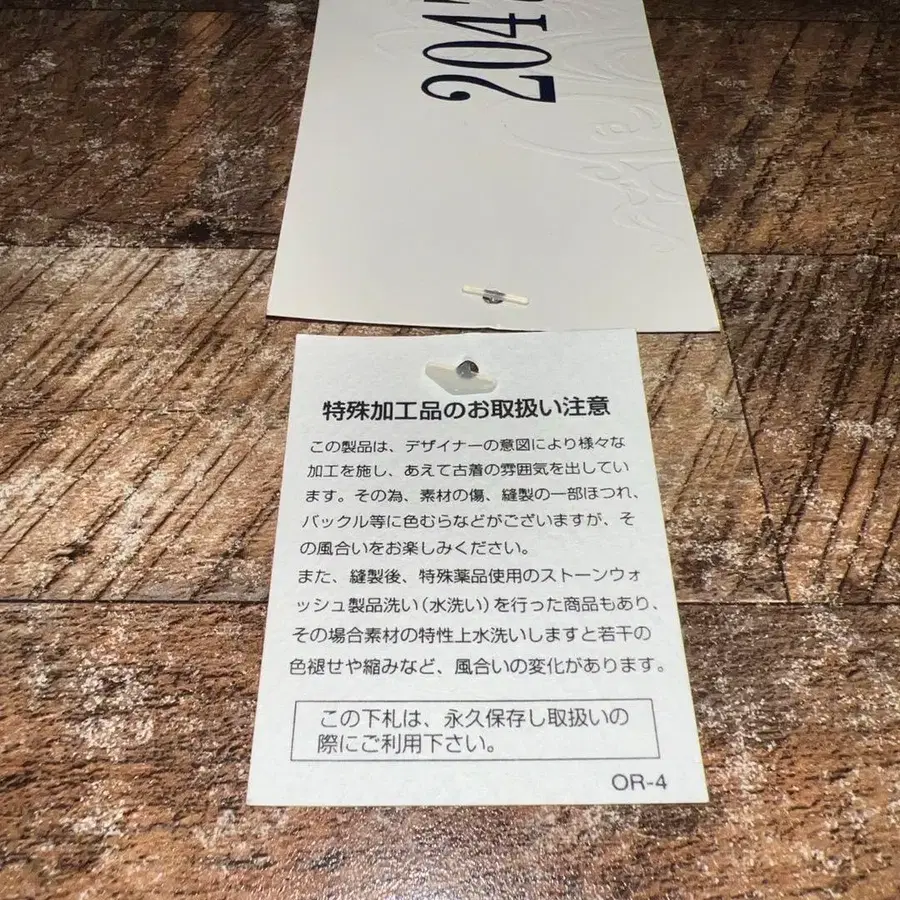 204
特殊加工品のお取扱い注意
この製品は、デザイナーの意図により様々な
加工を施し、あえて古着の雰囲気を出してい
ます。その為、素材の傷、縫製の一部ほつれ、
バックル等に色むらなどがございますが、そ
の風合いをお楽しみください。
また、縫製後、特殊薬品使用のストーンウォ
ッシュ製品洗い(水洗い)を行った商品もあり、
その場合素材の特性上水洗いしますと若干の
色褪せや縮みなど、風合いの変化があります。
この下札は、永久保存し取扱いの
際にご利用下さい。
OR-4